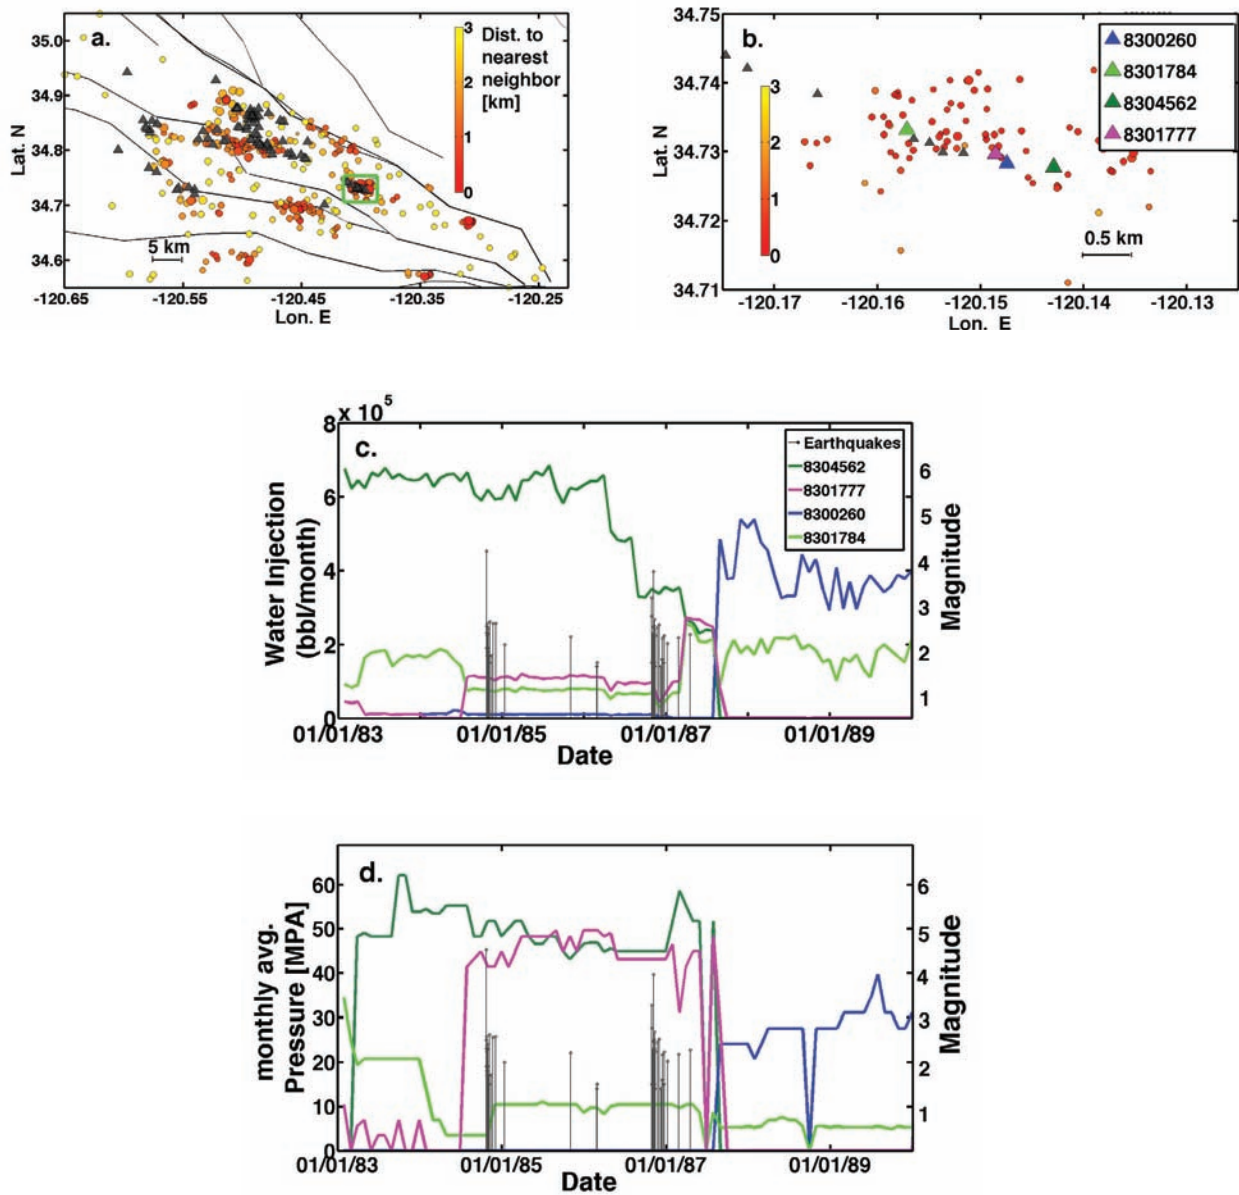 a.
35.0
34.9
34.8
34.7
34.6
Lat. N
5 km
-120.65
-120.55
-120.45
-120.35
-120.25
Lon. E
3
2
1
0
Dist. to
nearest
neighbor
[km]
b.
34.75
34.74
34.73
34.72
34.71
Lat. N
3
2
1
0
0.5 km
-120.17
-120.16
-120.15
-120.14
-120.13
Lon. E
8300260
8301784
8304562
8301777
c.
x 10^5
8
6
4
2
0
Water Injection
(bbl/month)
01/01/83
01/01/85
01/01/87
01/01/89
Date
Earthquakes
8304562
8301777
8300260
8301784
6
5
4
3
2
1
Magnitude
d.
60
50
40
30
20
10
0
monthly avg.
Pressure [MPA]
01/01/83
01/01/85
01/01/87
01/01/89
Date
6
5
4
3
2
1
Magnitude